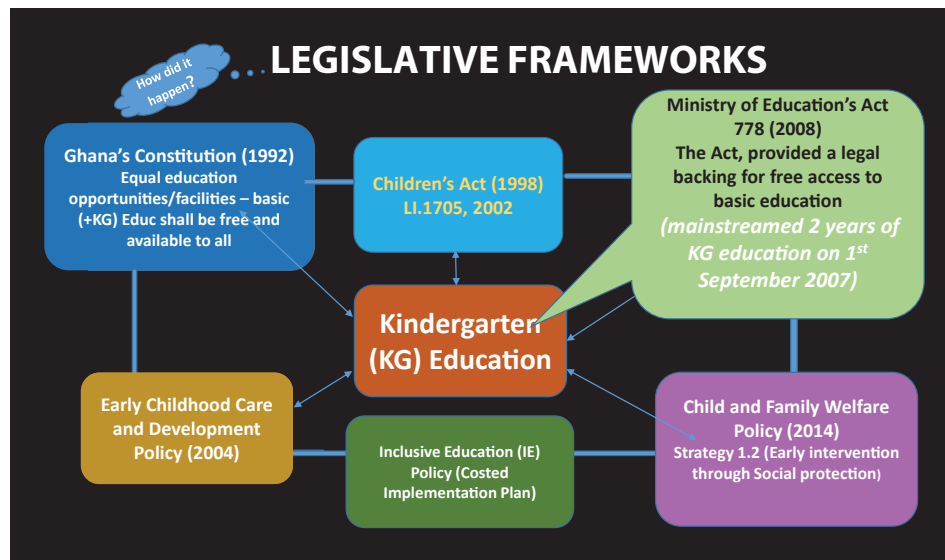 How did it
happen?
LEGISLATIVE FRAMEWORKS
Ghana's Constitution (1992)
Equal education
opportunities/facilities – basic
(+KG) Educ shall be free and
available to all
Children's Act (1998)
LI.1705, 2002
Ministry of Education's Act
778 (2008)
The Act, provided a legal
backing for free access to
basic education
(mainstreamed 2 years of
KG education on 1st
September 2007)
Kindergarten
(KG) Education
Early Childhood Care
and Development
Policy (2004)
Inclusive Education (IE)
Policy (Costed
Implementation Plan)
Child and Family Welfare
Policy (2014)
Strategy 1.2 (Early intervention
through Social protection)